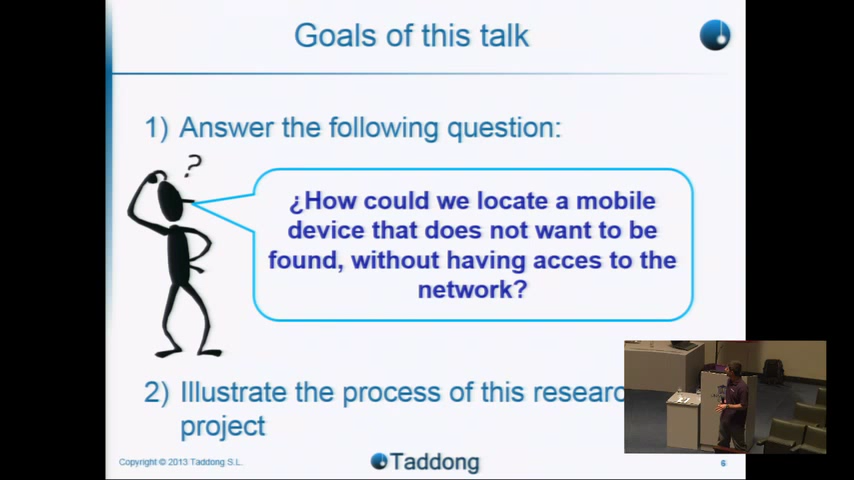 Goals of this talk
1) Answer the following question:
?
¿How could we locate a mobile
device that does not want to be
found, without having acces to the
network?
2) Illustrate the process of this researc
project
Copyright © 2013 Taddong S.L.
Taddong
6